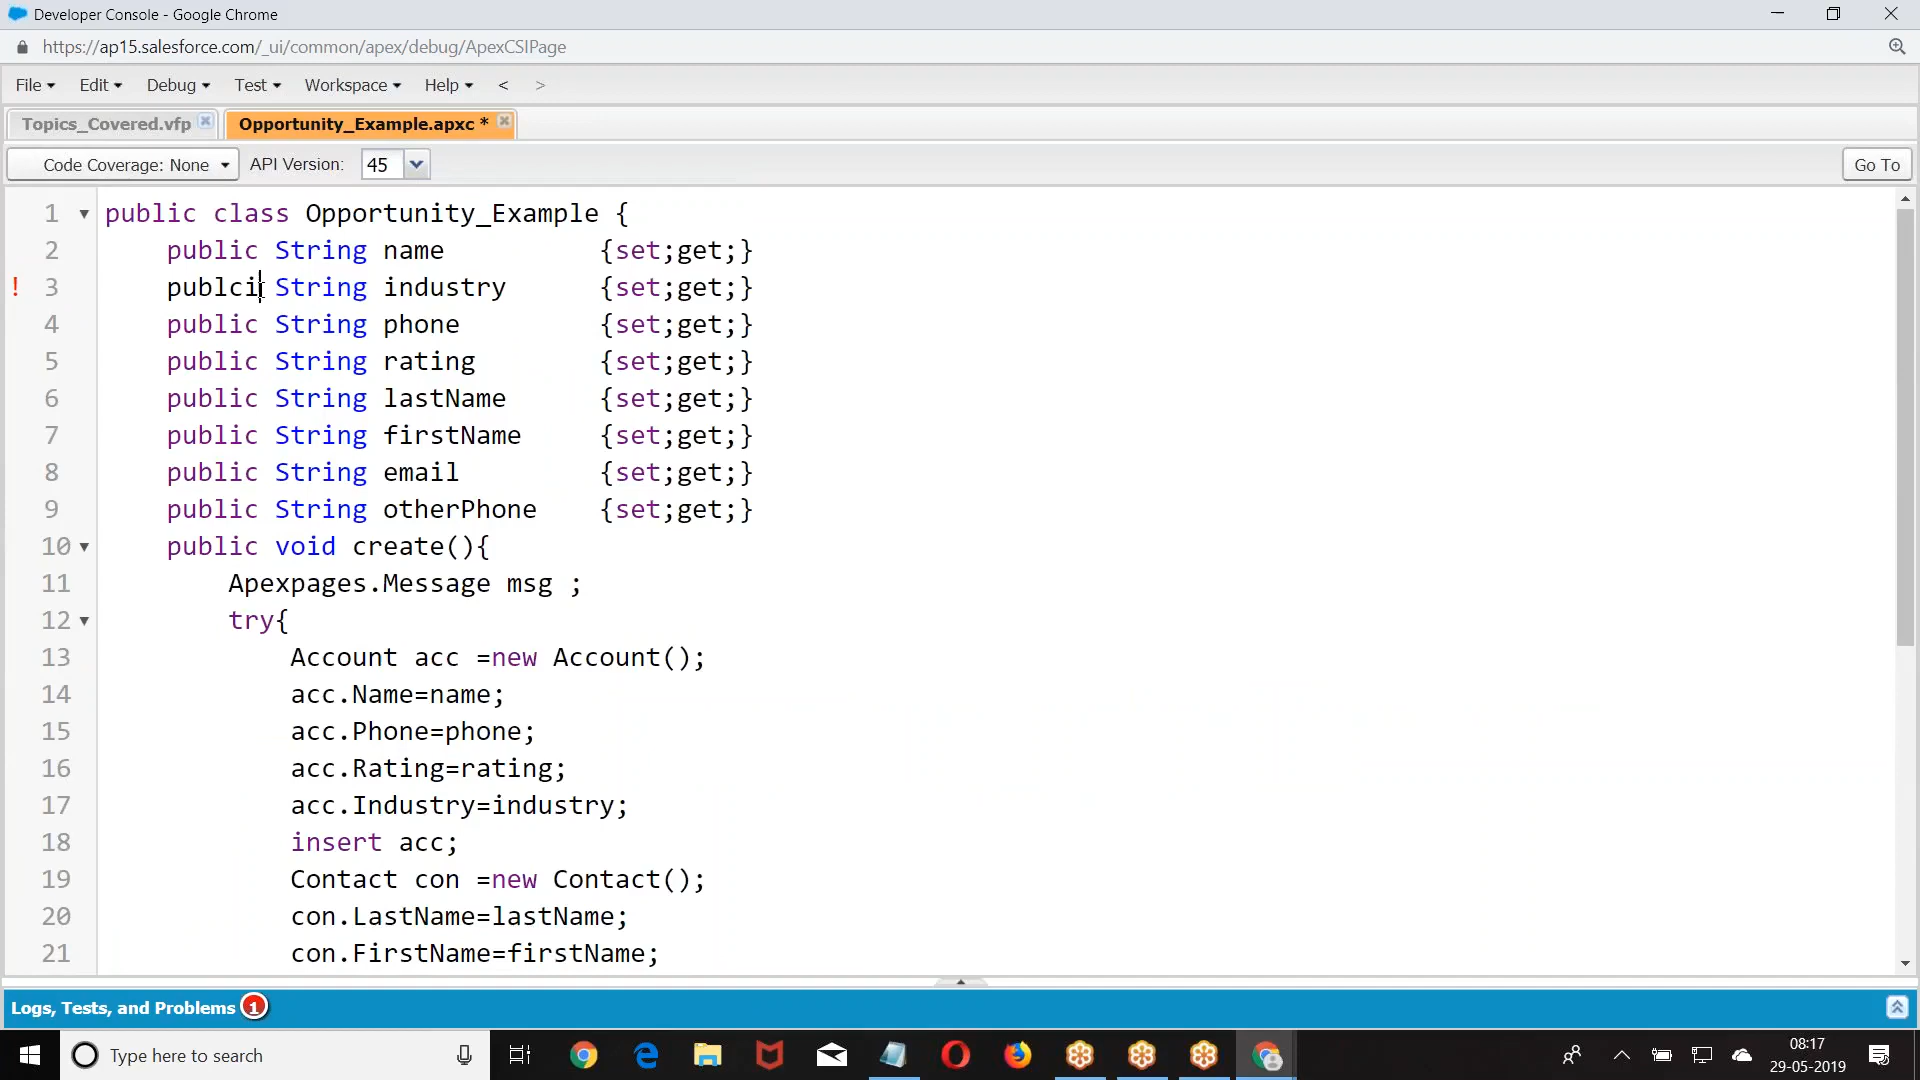 Developer Console - Google Chrome
https://ap15.salesforce.com/_ui/common/apex/debug/ApexCSIPage
File Edit Debug Test Workspace Help < >
Topics_Covered.vfp Opportunity_Example.apxc *
Code Coverage: None API Version: 45 Go To
1 public class Opportunity_Example {
2 public String name {set;get;}
! 3 publci String industry {set;get;}
4 public String phone {set;get;}
5 public String rating {set;get;}
6 public String lastName {set;get;}
7 public String firstName {set;get;}
8 public String email {set;get;}
9 public String otherPhone {set;get;}
10 public void create(){
11 Apexpages.Message msg ;
12 try{
13 Account acc =new Account();
14 acc.Name=name;
15 acc.Phone=phone;
16 acc.Rating=rating;
17 acc.Industry=industry;
18 insert acc;
19 Contact con =new Contact();
20 con.LastName=lastName;
21 con.FirstName=firstName;
Logs, Tests, and Problems 1
Type here to search
08:17
29-05-2019